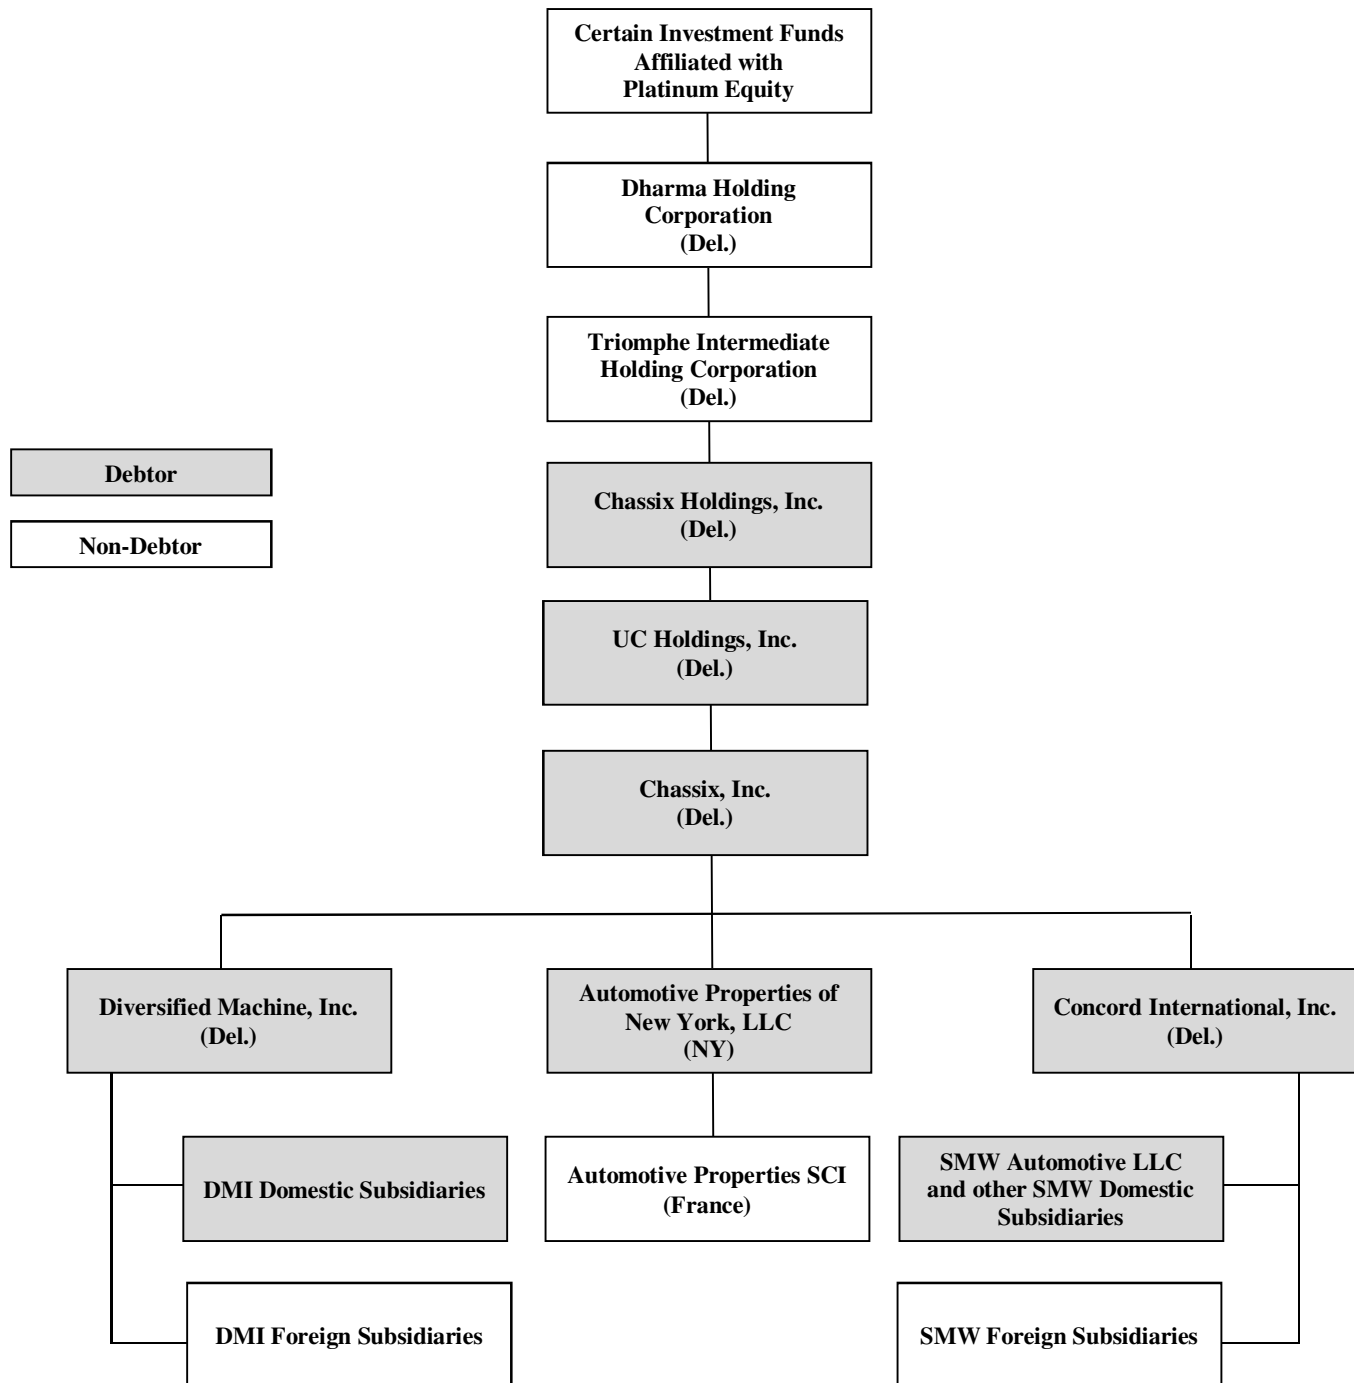 Certain Investment Funds
Affiliated with
Platinum Equity
Dharma Holding
Corporation
(Del.)
Triomphe Intermediate
Holding Corporation
(Del.)
Debtor
Non-Debtor
Chassix Holdings, Inc.
(Del.)
UC Holdings, Inc.
(Del.)
Chassix, Inc.
(Del.)
Diversified Machine, Inc.
(Del.)
Automotive Properties of
New York, LLC
(NY)
Concord International, Inc.
(Del.)
DMI Domestic Subsidiaries
Automotive Properties SCI
(France)
SMW Automotive LLC
and other SMW Domestic
Subsidiaries
DMI Foreign Subsidiaries
SMW Foreign Subsidiaries